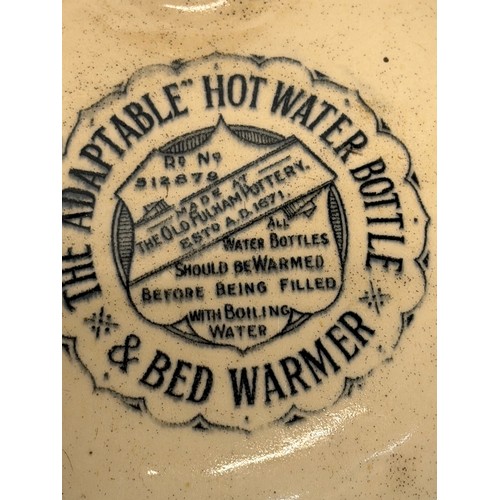 THE ADAPTABLE" HOT WATER BOTTLE
& BED WARMER
RD NO
312879
MADE AT
THE OLD FULHAM POTTERY.
ESTD A.D. 1671.
ALL
WATER BOTTLES
SHOULD BE WARMED
BEFORE BEING FILLED
WITH BOILING
WATER